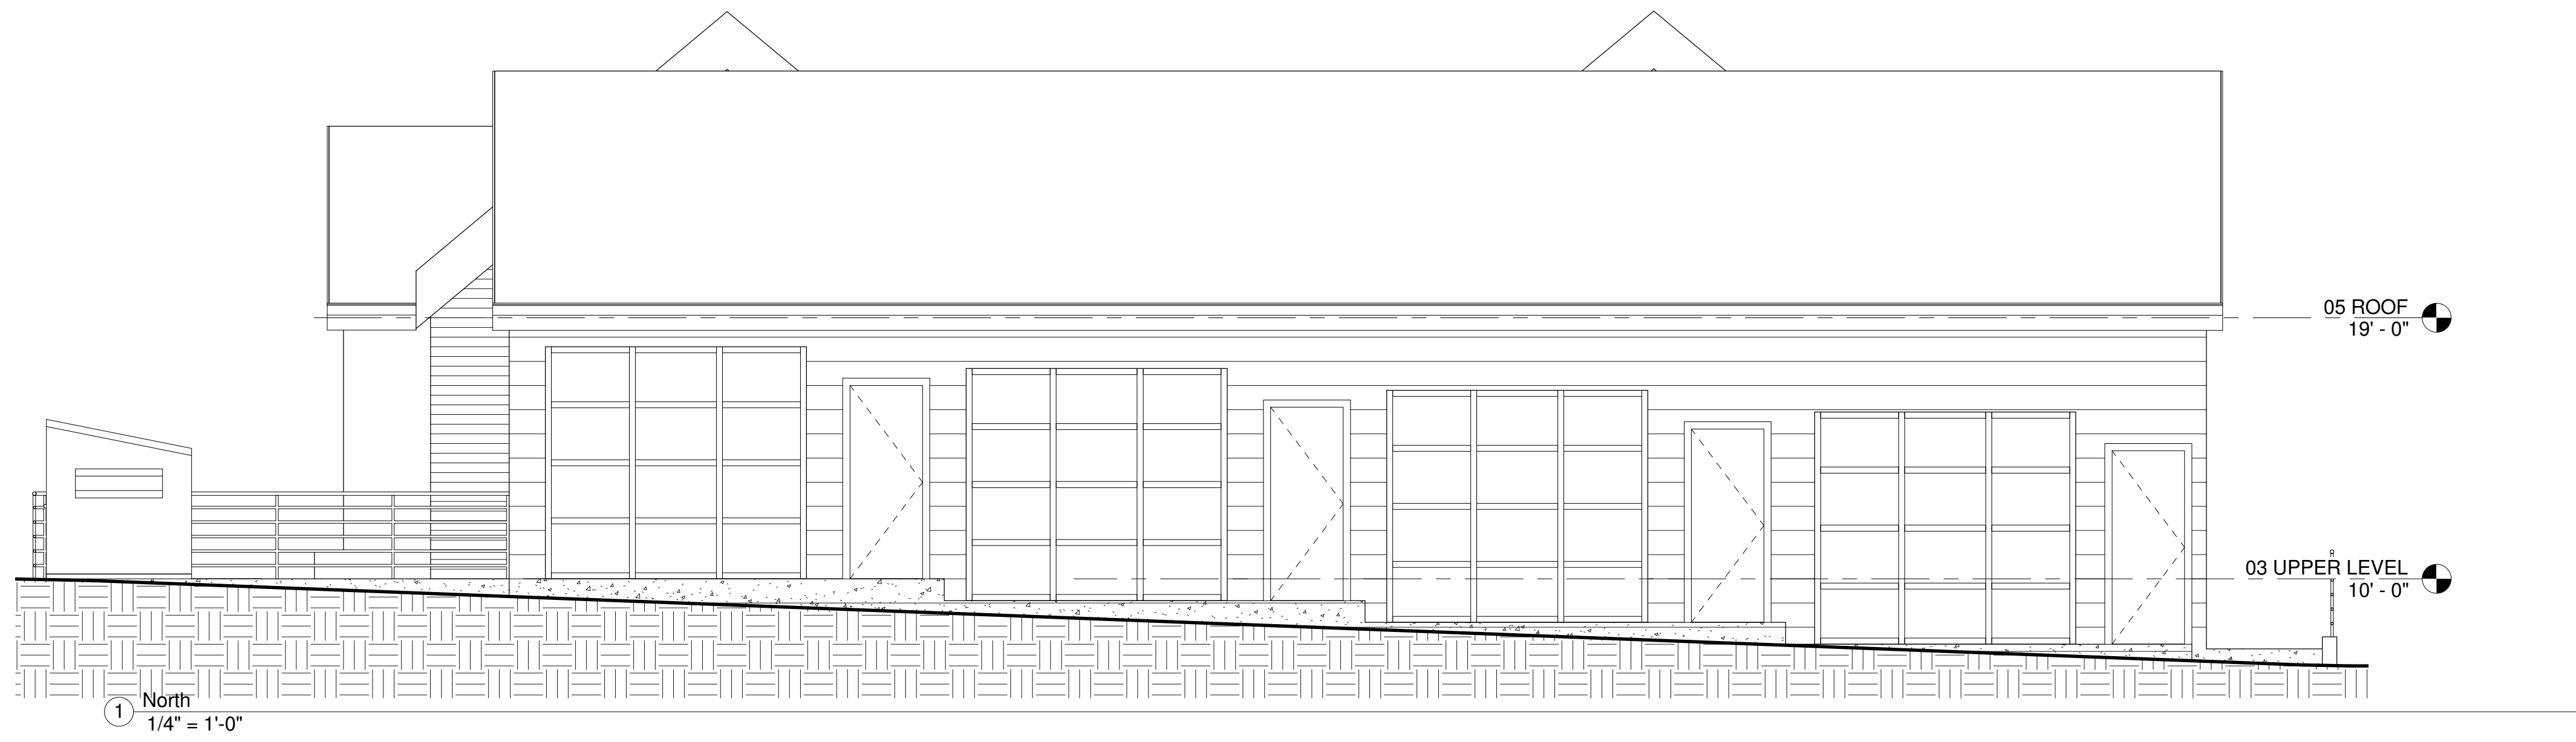 05 ROOF
19' - 0"
03 UPPER LEVEL
10' - 0"
1
North
1/4" = 1'-0"